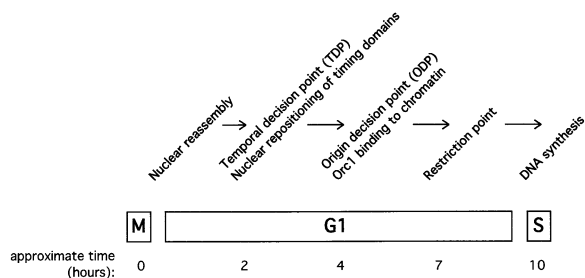 Nuclear reassembly
Temporal decision point (TDP)
Nuclear repositioning of timing domains
Origin decision point (ODP)
Orc1 binding to chromatin
Restriction point
DNA synthesis
M
G1
S
approximate time
(hours):
0
2
4
7
10